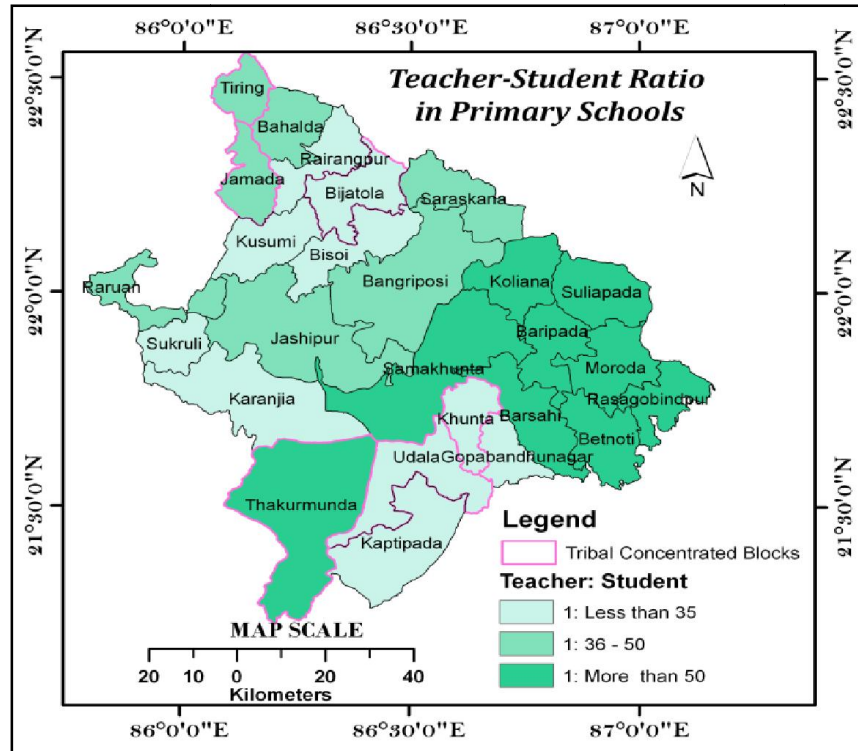 86°0'0"E 86°30'0"E 87°0'0"E
Teacher-Student Ratio
in Primary Schools
22°30'0"N
22°30'0"N
Tiring
Bahalda
Rairangpur
Jamada
Bijatola
Saraskana
N
Kusumi
Bisoi
Bangriposi
Koliana
Suliapada
Raruan
22°0'0"N
22°0'0"N
Baripada
Sukruli
Jashipur
Samakhunta
Moroda
Karanjia
Rasagobindpur
Khunta
Barsahi
Betnoti
Udala
Gopabandhunagar
Thakurmunda
21°30'0"N
21°30'0"N
Kaptipada
Legend
Tribal Concentrated Blocks
Teacher: Student
1: Less than 35
1: 36 - 50
1: More than 50
MAP SCALE
20 10 0 20 40
Kilometers
86°0'0"E 86°30'0"E 87°0'0"E